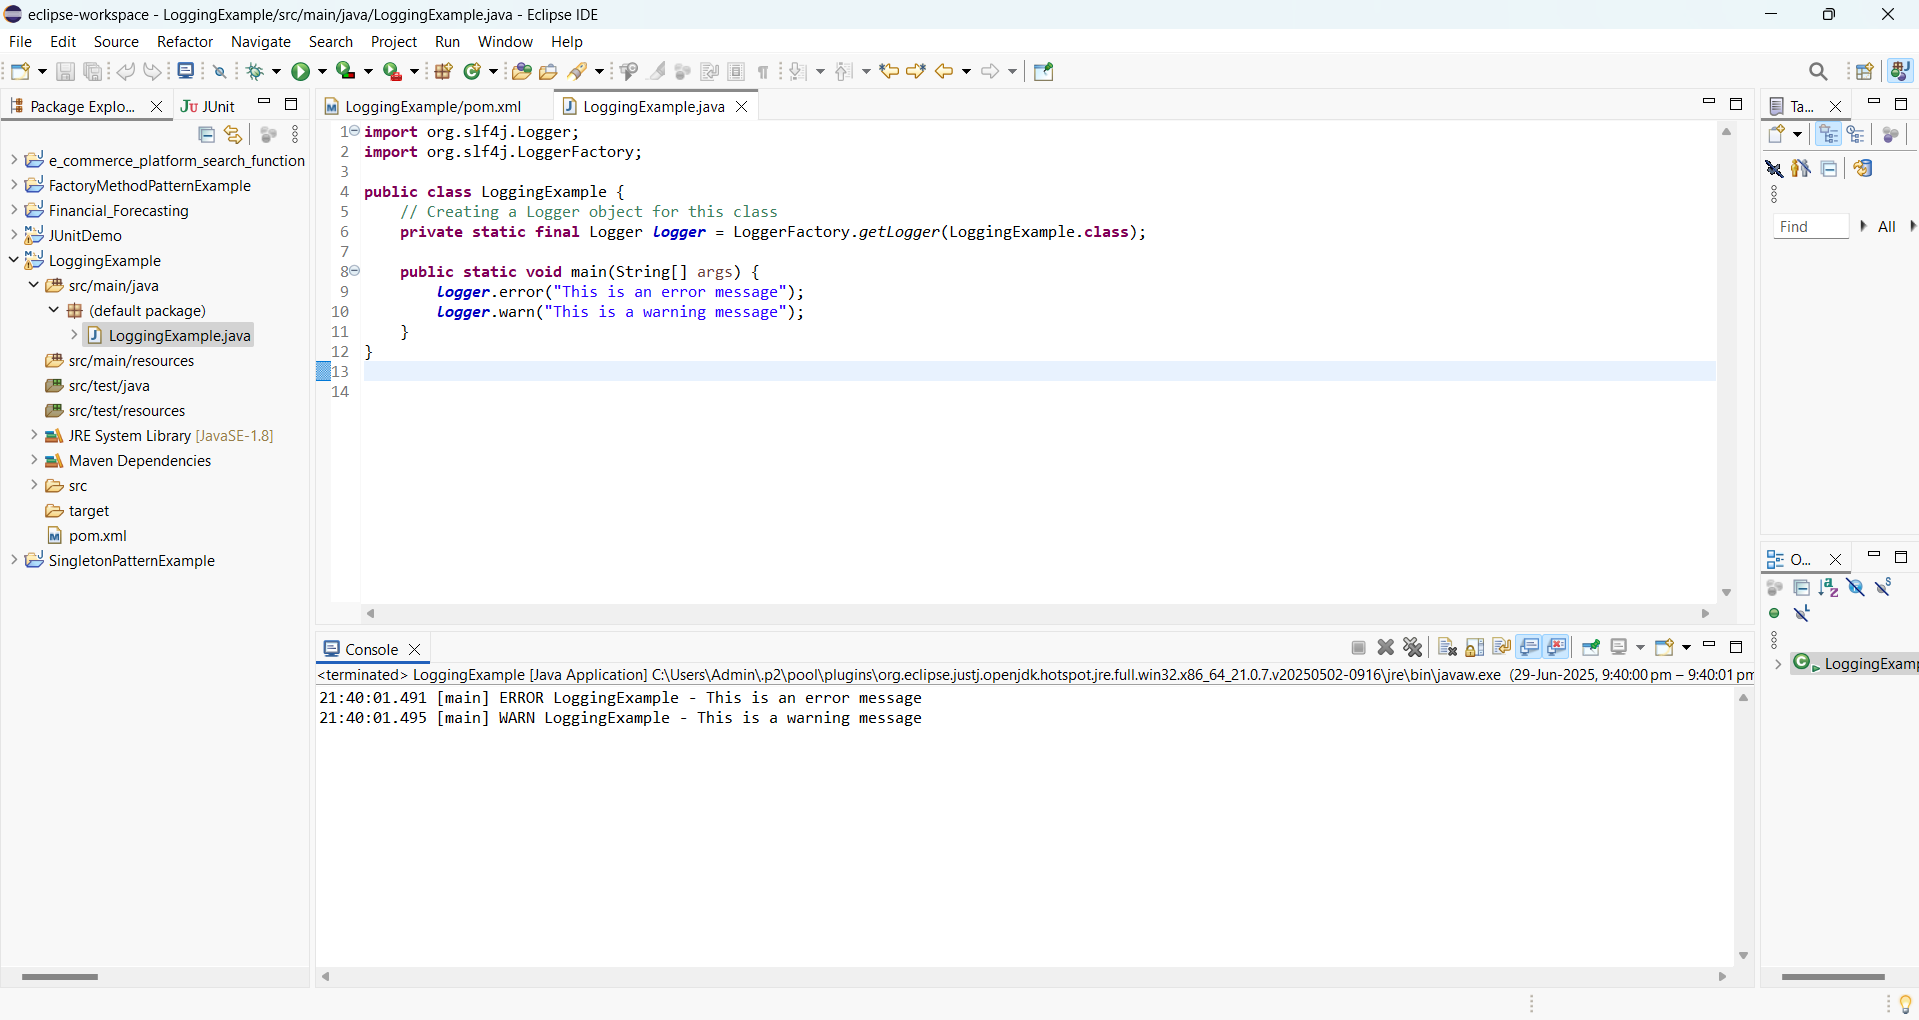 eclipse-workspace - LoggingExample/src/main/java/LoggingExample.java - Eclipse IDE
File Edit Source Refactor Navigate Search Project Run Window Help
Package Explo...
JUnit
e_commerce_platform_search_function
FactoryMethodPatternExample
Financial_Forecasting
JUnitDemo
LoggingExample
src/main/java
(default package)
LoggingExample.java
src/main/resources
src/test/java
src/test/resources
JRE System Library [JavaSE-1.8]
Maven Dependencies
src
target
pom.xml
SingletonPatternExample
LoggingExample/pom.xml
LoggingExample.java
1 import org.slf4j.Logger;
2 import org.slf4j.LoggerFactory;
3
4 public class LoggingExample {
5     // Creating a Logger object for this class
6     private static final Logger logger = LoggerFactory.getLogger(LoggingExample.class);
7
8     public static void main(String[] args) {
9         logger.error("This is an error message");
10         logger.warn("This is a warning message");
11     }
12 }
13
14
Console
<terminated> LoggingExample [Java Application] C:\Users\Admin\.p2\pool\plugins\org.eclipse.justj.openjdk.hotspot.jre.full.win32.x86_64_21.0.7.v20250502-0916\jre\bin\javaw.exe (29-Jun-2025, 9:40:00 pm – 9:40:01 pm
21:40:01.491 [main] ERROR LoggingExample - This is an error message
21:40:01.495 [main] WARN LoggingExample - This is a warning message
Ta...
Find
All
O...
LoggingExamp